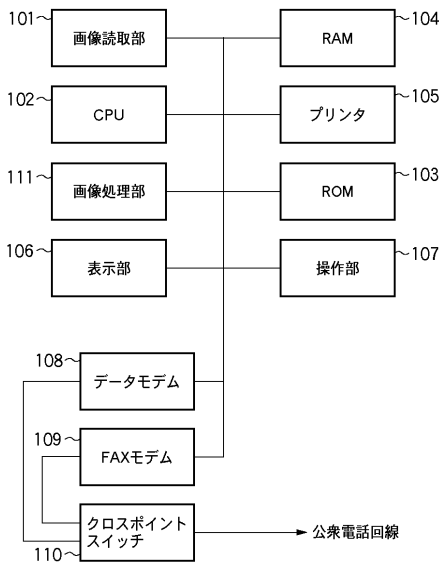 101
画像読取部
104
RAM
102
CPU
105
プリンタ
111
画像処理部
103
ROM
106
表示部
107
操作部
108
データモデム
109
FAXモデム
クロスポイント
スイッチ
110
公衆電話回線